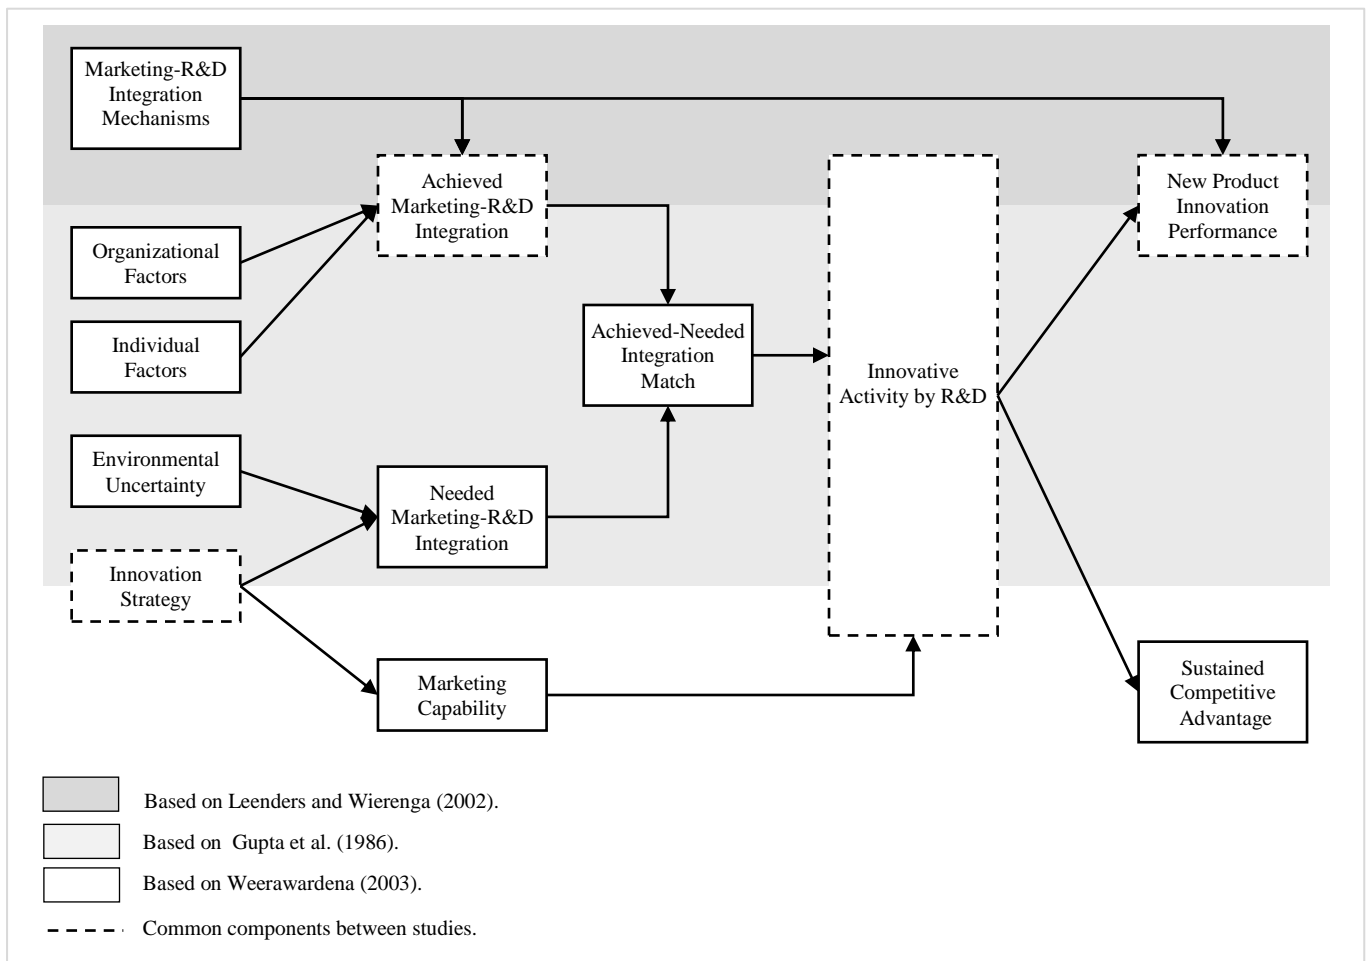 Marketing-R&D
Integration
Mechanisms
Achieved
Marketing-R&D
Integration
New Product
Innovation
Performance
Organizational
Factors
Individual
Factors
Achieved-Needed
Integration
Match
Innovative
Activity by R&D
Environmental
Uncertainty
Needed
Marketing-R&D
Integration
Innovation
Strategy
Marketing
Capability
Sustained
Competitive
Advantage
Based on Leenders and Wierenga (2002).
Based on  Gupta et al. (1986).
Based on Weerawardena (2003).
Common components between studies.